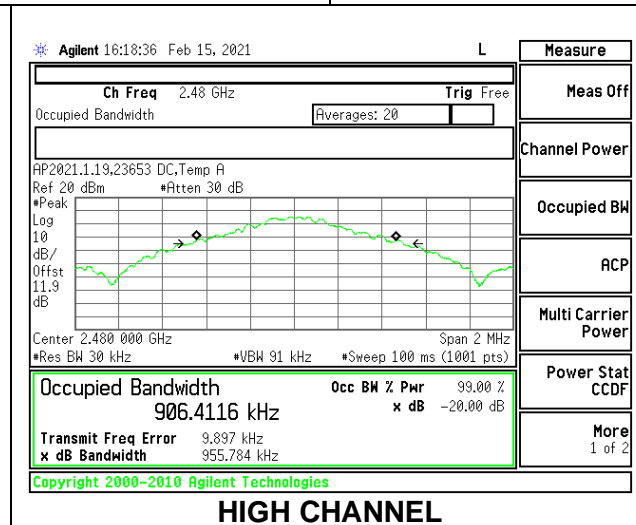 Agilent 16:18:36 Feb 15, 2021 L
Measure
Ch Freq 2.48 GHz Trig Free
Meas Off
Occupied Bandwidth Averages: 20
Channel Power
AP2021.1.19,23653 DC,Temp A
Ref 20 dBm #Atten 30 dB
#Peak
Log
10
dB/
Offst
11.9
dB
Occupied BW
ACP
Center 2.480 000 GHz Span 2 MHz
#Res BW 30 kHz #VBW 91 kHz #Sweep 100 ms (1001 pts)
Multi Carrier
Power
Occupied Bandwidth Occ BW % Pwr 99.00 %
906.4116 kHz x dB -20.00 dB
Transmit Freq Error 9.897 kHz
x dB Bandwidth 955.784 kHz
Power Stat
CCDF
More
1 of 2
Copyright 2000-2010 Agilent Technologies
HIGH CHANNEL